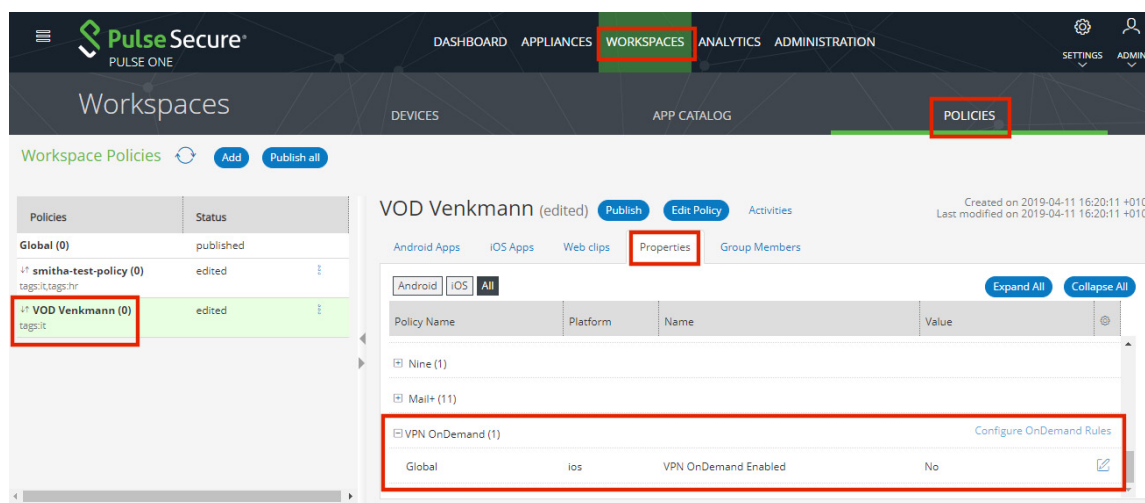 Pulse Secure®
PULSE ONE
DASHBOARD APPLIANCES WORKSPACES ANALYTICS ADMINISTRATION
SETTINGS ADMIN
Workspaces
DEVICES APP CATALOG POLICIES
Workspace Policies Add Publish all
Policies Status
Global (0) published
smitha-test-policy (0) edited
tags:it,tags:hr
VOD Venkmann (0) edited
tags:it
VOD Venkmann (edited) Publish Edit Policy Activities
Created on 2019-04-11 16:20:11 +010
Last modified on 2019-04-11 16:20:11 +010
Android Apps iOS Apps Web clips Properties Group Members
Android iOS All Expand All Collapse All
Policy Name Platform Name Value
Nine (1)
Mail+ (11)
VPN OnDemand (1) Configure OnDemand Rules
Global ios VPN OnDemand Enabled No